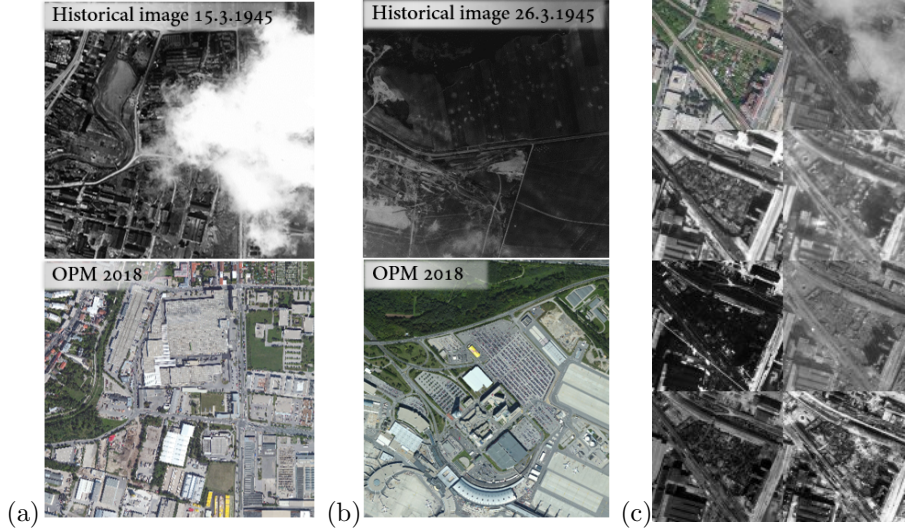 Historical image 15.3.1945
Historical image 26.3.1945
OPM 2018
OPM 2018
(a)
(b)
(c)